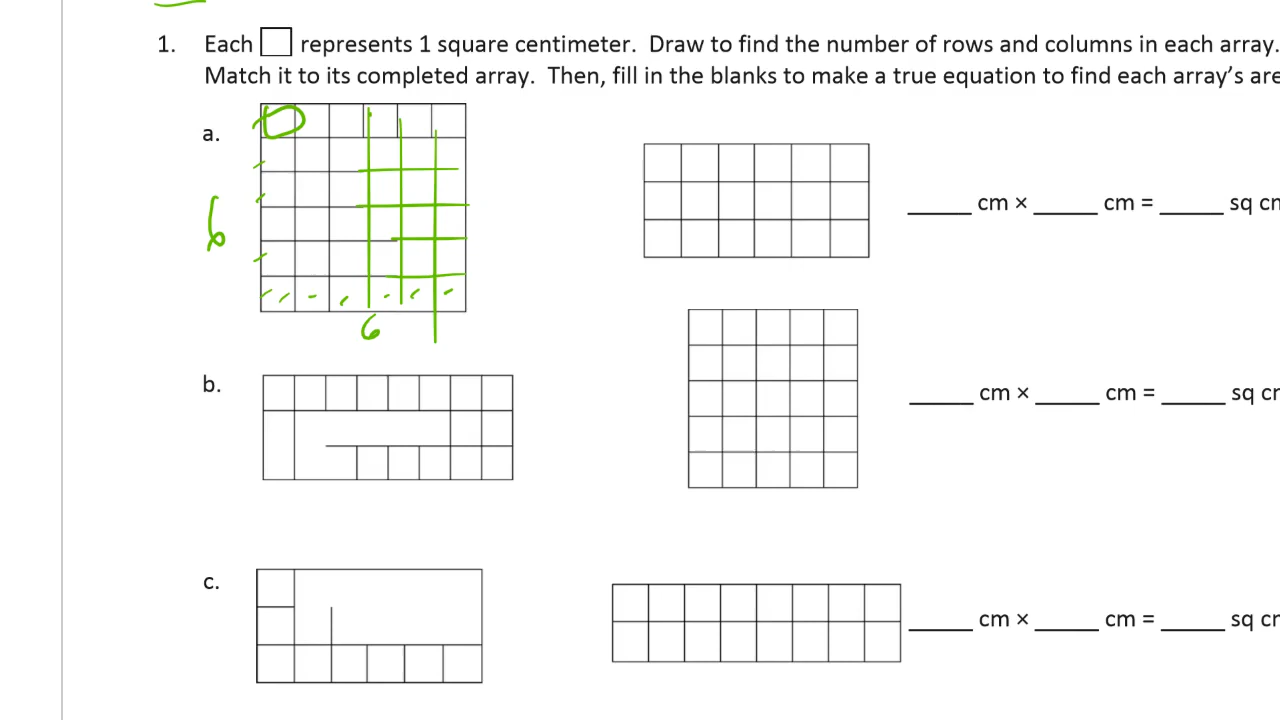 1. Each □ represents 1 square centimeter. Draw to find the number of rows and columns in each array.
Match it to its completed array. Then, fill in the blanks to make a true equation to find each array's are
a.
6
6
_____ cm × _____ cm = _____ sq cm
b.
_____ cm × _____ cm = _____ sq cr
c.
_____ cm × _____ cm = _____ sq cr